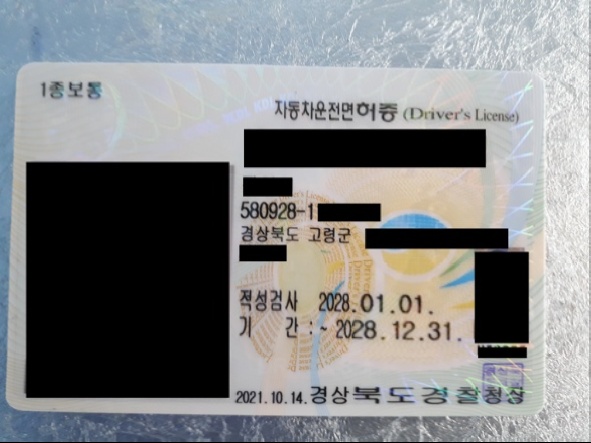 1종보통
자동차운전면허증 (Driver's License)
580928-1
경상북도 고령군
적성검사 2028.01.01.
기 간 : ~ 2028.12.31.
2021.10.14. 경상북도경찰청장